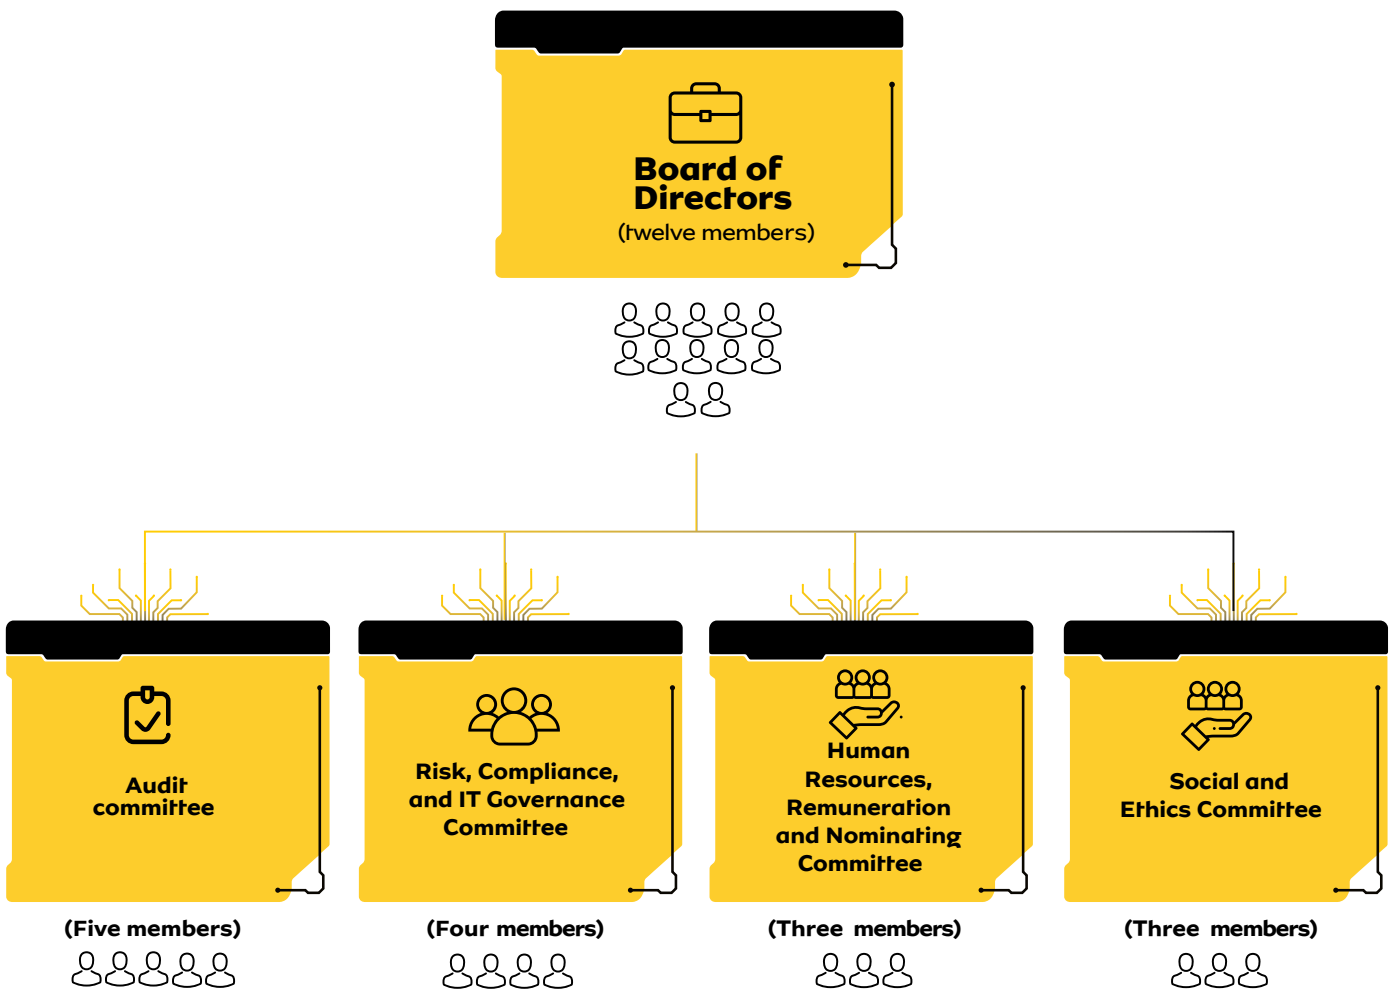 Board of
Directors
(twelve members)
Audit
committee
(Five members)
Risk, Compliance,
and IT Governance
Committee
(Four members)
Human
Resources,
Remuneration
and Nominating
Committee
(Three members)
Social and
Ethics Committee
(Three members)